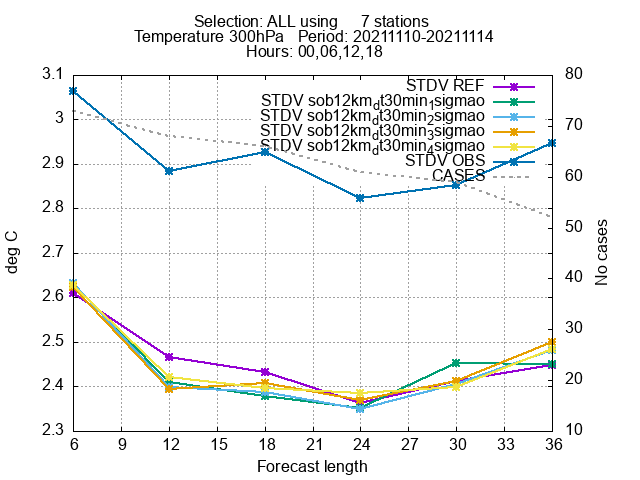 Selection: ALL using 7 stations
Temperature 300hPa Period: 20211110-20211114
Hours: 00,06,12,18
3.1 80
STDV REF
STDV sob12km_dt30min_1sigmao
STDV sob12km_dt30min_2sigmao
STDV sob12km_dt30min_3sigmao
STDV sob12km_dt30min_4sigmao
STDV OBS
CASES
3 70
2.9 60
2.8 50
2.7 40
2.6 30
2.5 20
2.4 10
2.3
deg C
No cases
6 9 12 15 18 21 24 27 30 33 36
Forecast length